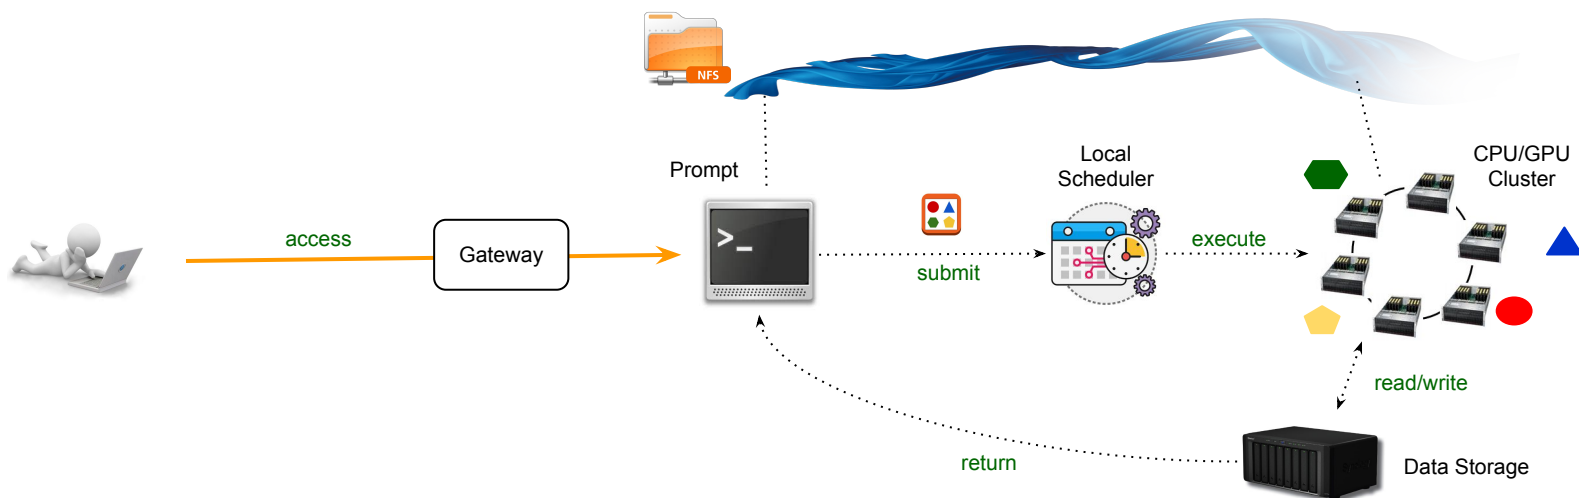 NFS
Prompt
Local
Scheduler
CPU/GPU
Cluster
access
Gateway
>_
submit
execute
read/write
return
Data Storage